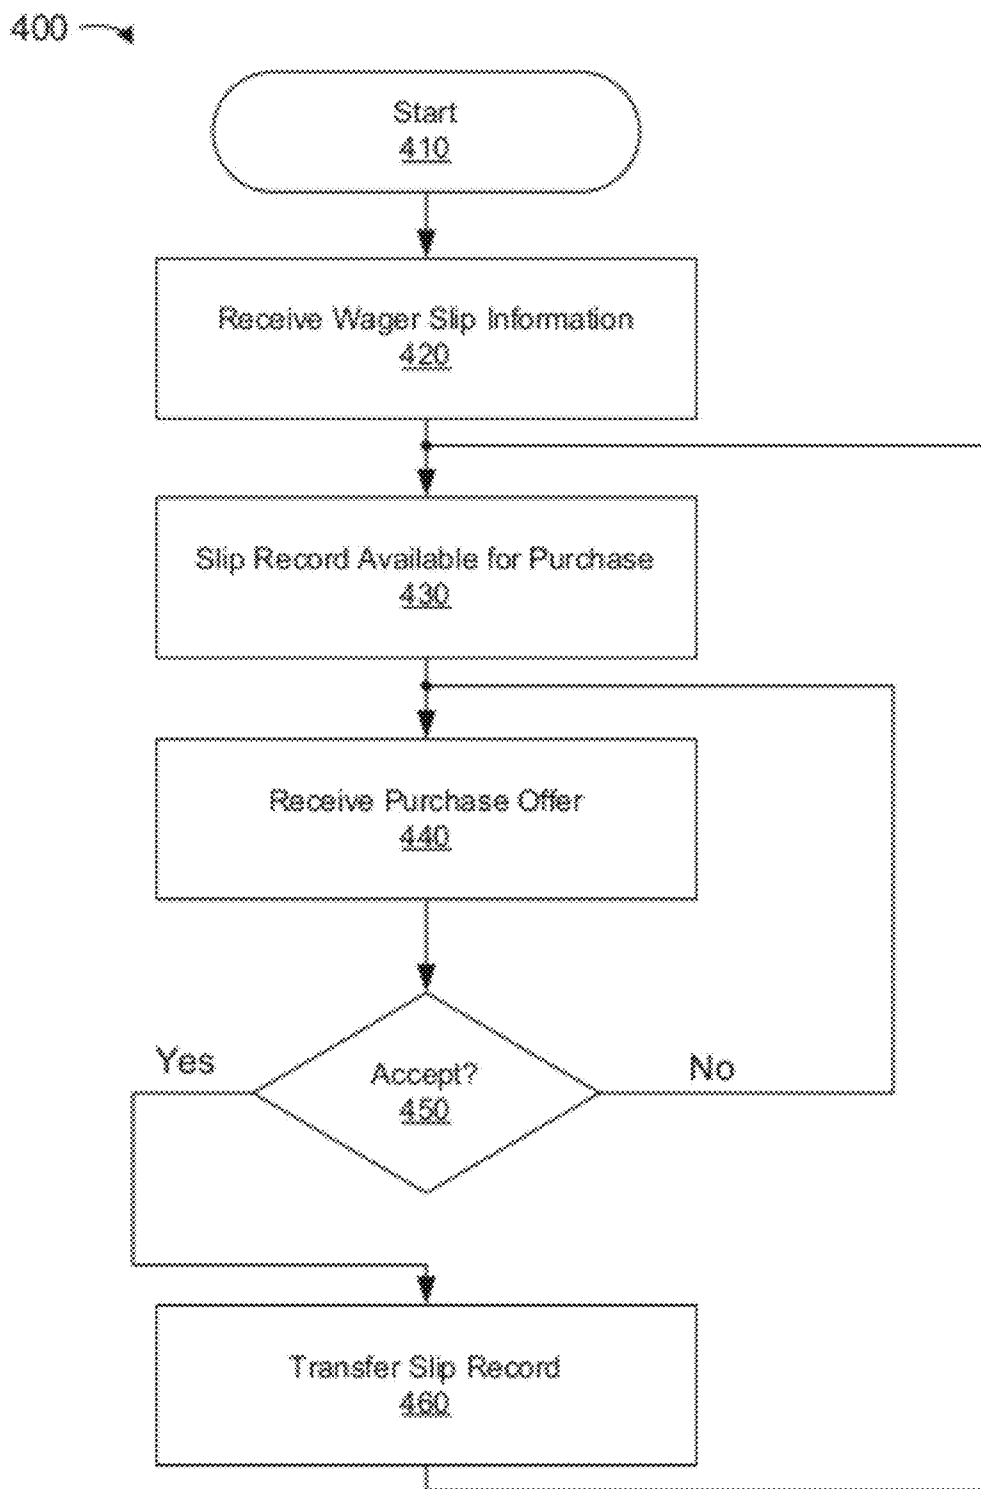 400
Start
410
Receive Wager Slip Information
420
Slip Record Available for Purchase
430
Receive Purchase Offer
440
Yes
Accept?
450
No
Transfer Slip Record
460